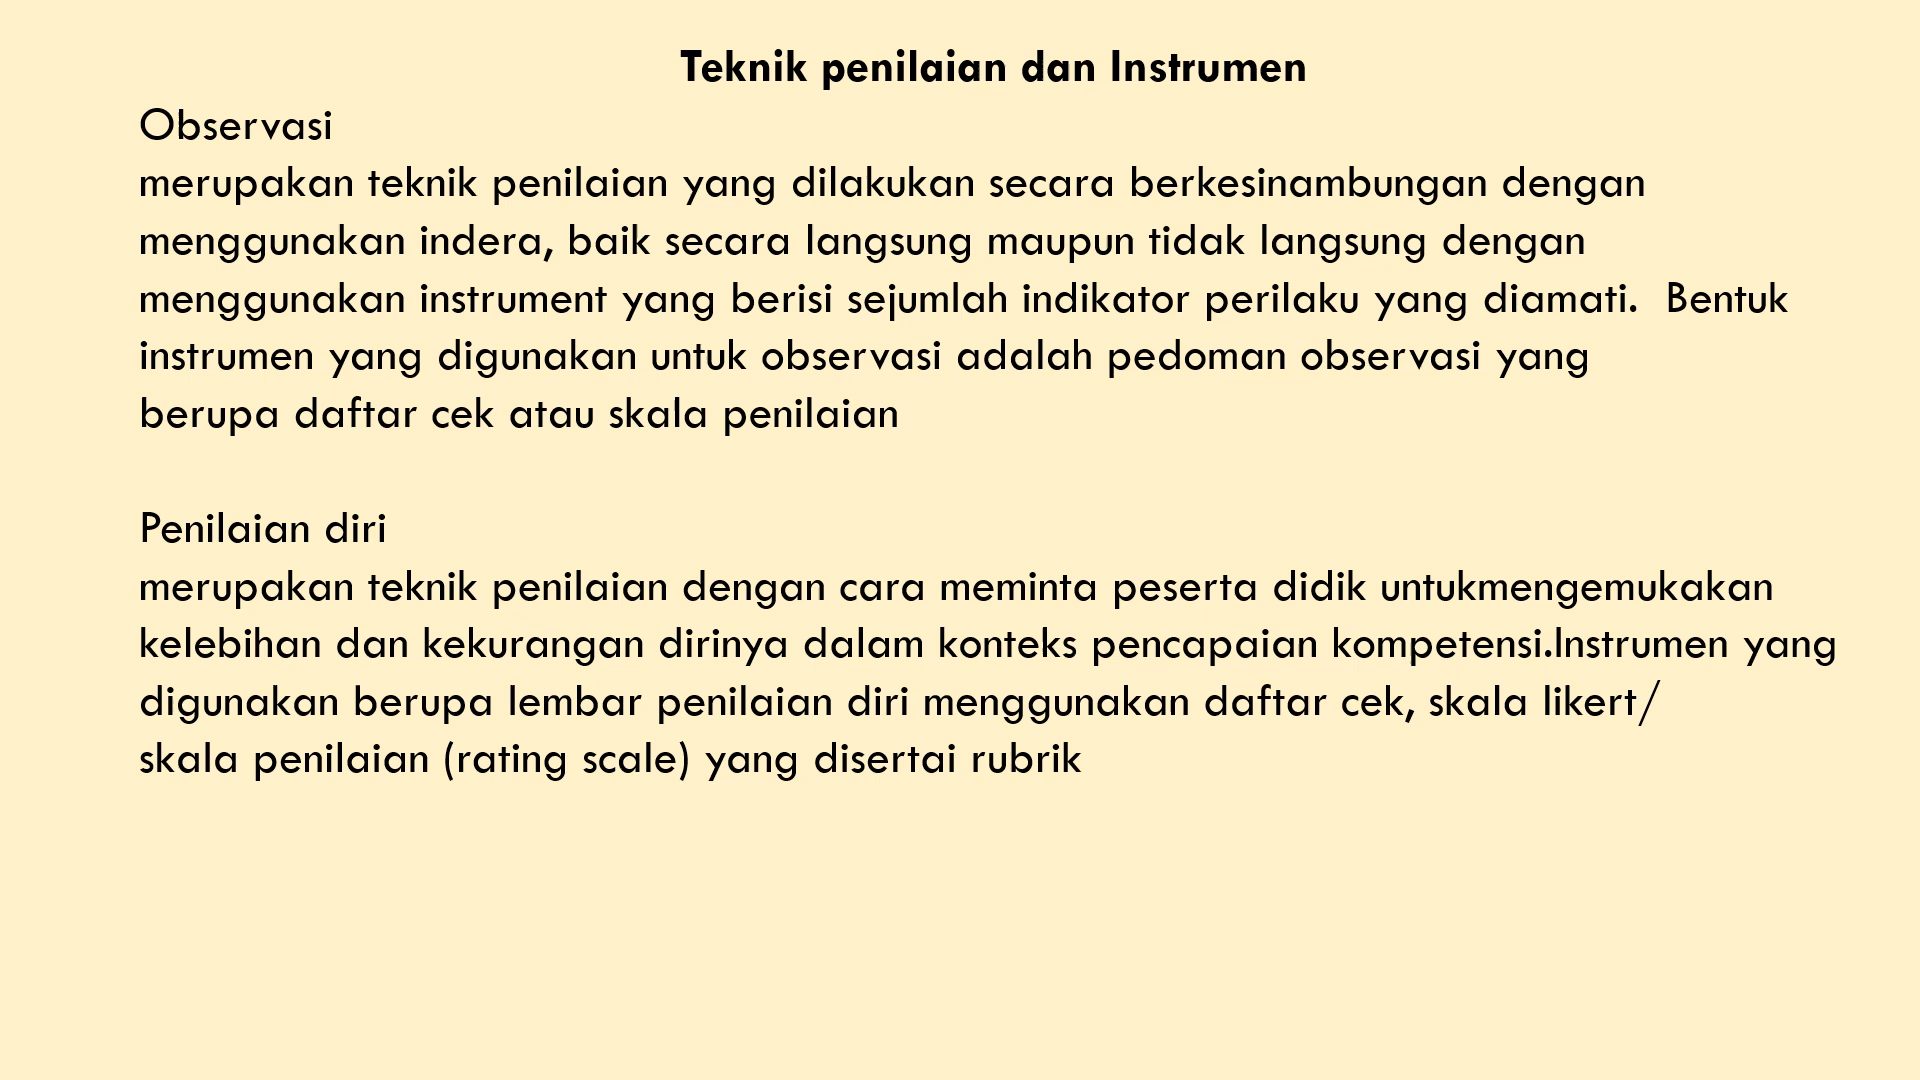 Teknik penilaian dan Instrumen
Observasi
merupakan teknik penilaian yang dilakukan secara berkesinambungan dengan
menggunakan indera, baik secara langsung maupun tidak langsung dengan
menggunakan instrument yang berisi sejumlah indikator perilaku yang diamati.  Bentuk
instrumen yang digunakan untuk observasi adalah pedoman observasi yang
berupa daftar cek atau skala penilaian
Penilaian diri
merupakan teknik penilaian dengan cara meminta peserta didik untukmengemukakan
kelebihan dan kekurangan dirinya dalam konteks pencapaian kompetensi.Instrumen yang
digunakan berupa lembar penilaian diri menggunakan daftar cek, skala likert/
skala penilaian (rating scale) yang disertai rubrik